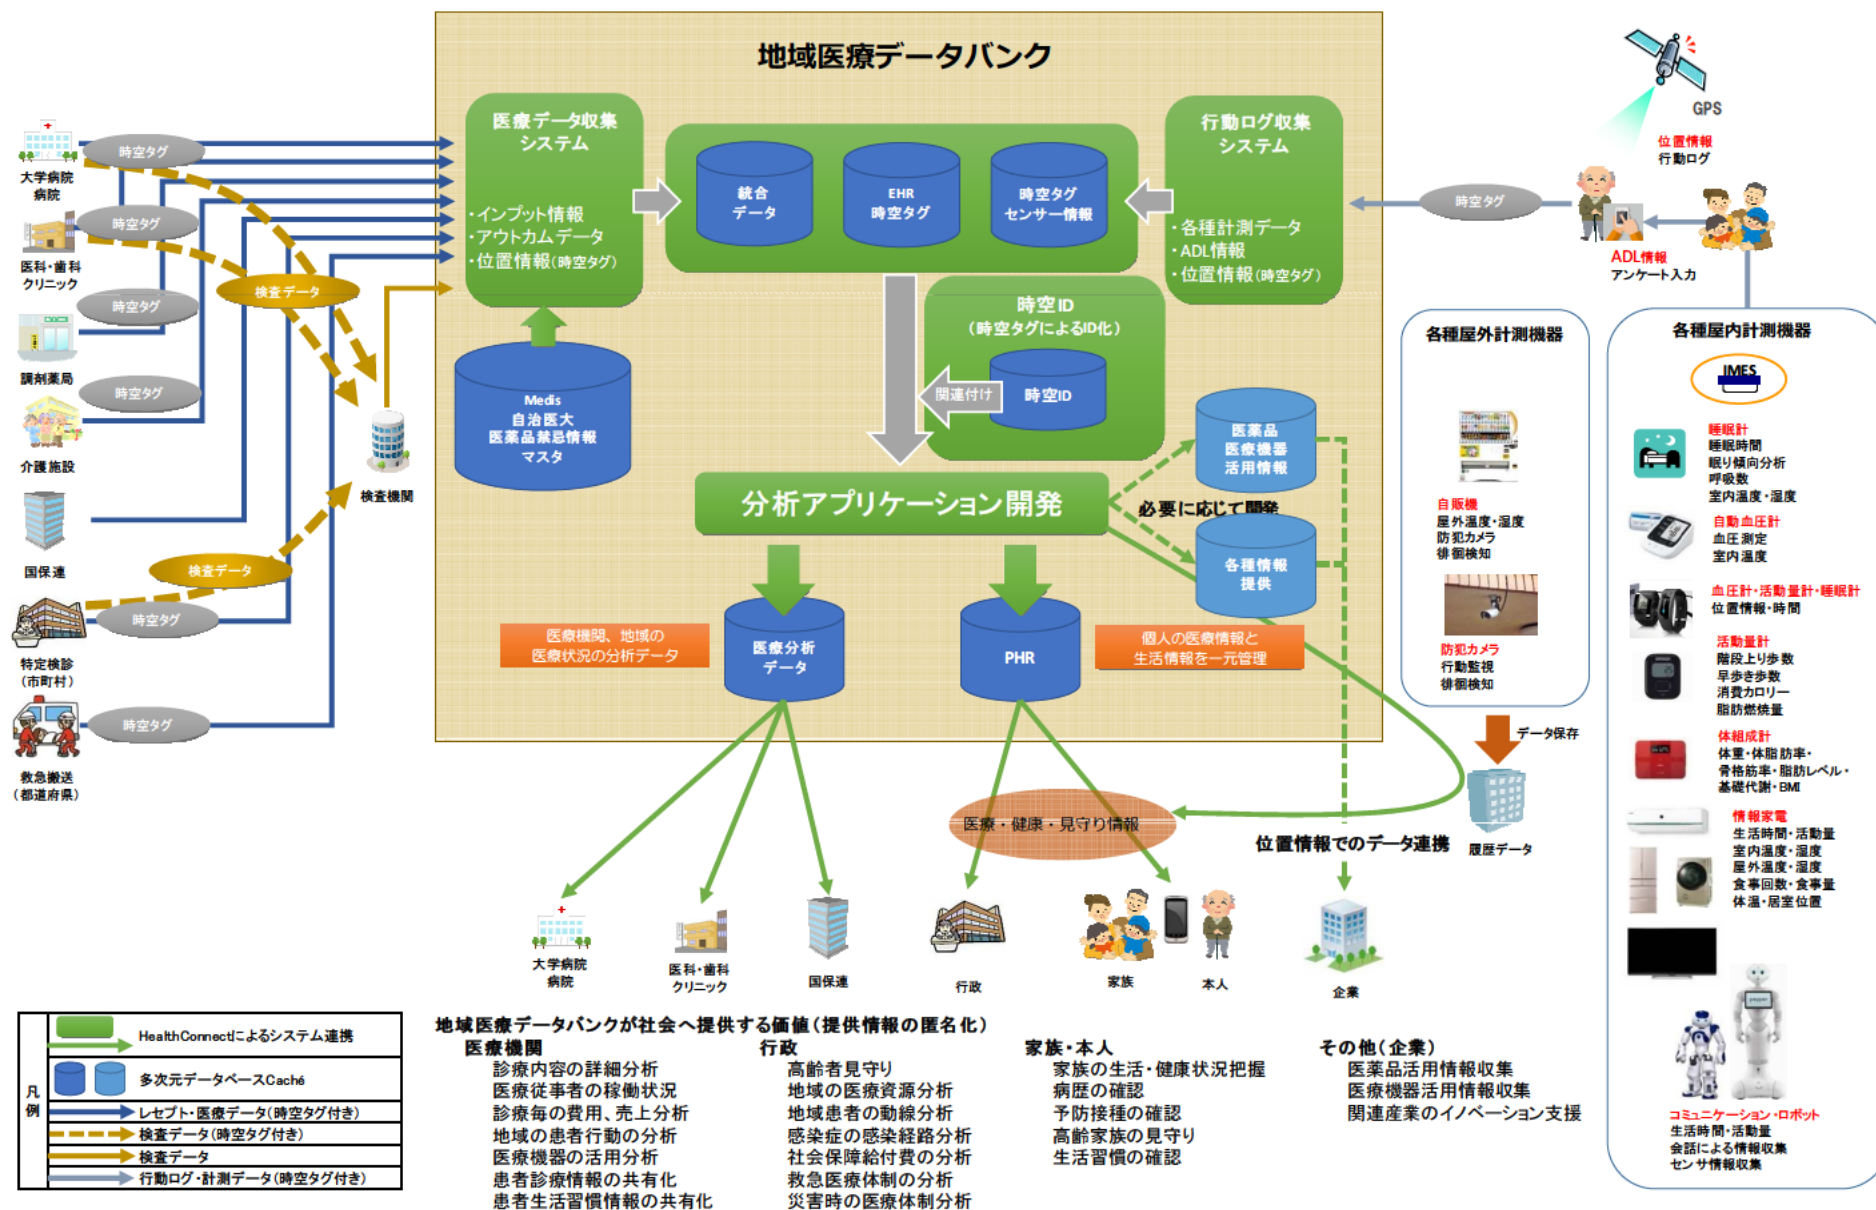 地域医療データバンク
医療データ収集
システム
・インプット情報
・アウトカムデータ
・位置情報(時空タグ)
統合
データ
EHR
時空タグ
時空タグ
センサー情報
行動ログ収集
システム
・各種計測データ
・ADL情報
・位置情報(時空タグ)
時空タグ
大学病院
病院
時空タグ
医科・歯科
クリニック
検査データ
時空タグ
調剤薬局
時空タグ
介護施設
検査機関
国保連
検査データ
特定検診
(市町村)
時空タグ
時空タグ
救急搬送
(都道府県)
Medis
自治医大
医薬品禁忌情報
マスタ
時空ID
(時空タグによるID化)
関連付け
時空ID
分析アプリケーション開発
医薬品
医療機器
活用情報
必要に応じて開発
各種情報
提供
医療機関、地域の
医療状況の分析データ
医療分析
データ
PHR
個人の医療情報と
生活情報を一元管理
GPS
位置情報
行動ログ
時空タグ
ADL情報
アンケート入力
各種屋外計測機器
自販機
屋外温度・湿度
防犯カメラ
徘徊検知
防犯カメラ
行動監視
徘徊検知
データ保存
履歴データ
各種屋内計測機器
IMES
睡眠計
睡眠時間
眠り傾向分析
呼吸数
室内温度・湿度
自動血圧計
血圧測定
室内温度
血圧計・活動量計・睡眠計
位置情報・時間
活動量計
階段上り歩数
早歩き歩数
消費カロリー
脂肪燃焼量
体組成計
体重・体脂肪率・
骨格筋率・脂肪レベル・
基礎代謝・BMI
情報家電
生活時間・活動量
室内温度・湿度
屋外温度・湿度
食事回数・食事量
体温・居室位置
pepper
コミュニケーション・ロボット
生活時間・活動量
会話による情報収集
センサ情報収集
医療・健康・見守り情報
位置情報でのデータ連携
大学病院
病院
医科・歯科
クリニック
国保連
行政
家族
本人
企業
凡例
HealthConnectによるシステム連携
多次元データベースCaché
レセプト・医療データ(時空タグ付き)
検査データ(時空タグ付き)
検査データ
行動ログ・計測データ(時空タグ付き)
地域医療データバンクが社会へ提供する価値(提供情報の匿名化)
医療機関
診療内容の詳細分析
医療従事者の稼働状況
診療毎の費用、売上分析
地域の患者行動の分析
医療機器の活用分析
患者診療情報の共有化
患者生活習慣情報の共有化
行政
高齢者見守り
地域の医療資源分析
地域患者の動線分析
感染症の感染経路分析
社会保障給付費の分析
救急医療体制の分析
災害時の医療体制分析
家族・本人
家族の生活・健康状況把握
病歴の確認
予防接種の確認
高齢家族の見守り
生活習慣の確認
その他(企業)
医薬品活用情報収集
医療機器活用情報収集
関連産業のイノベーション支援